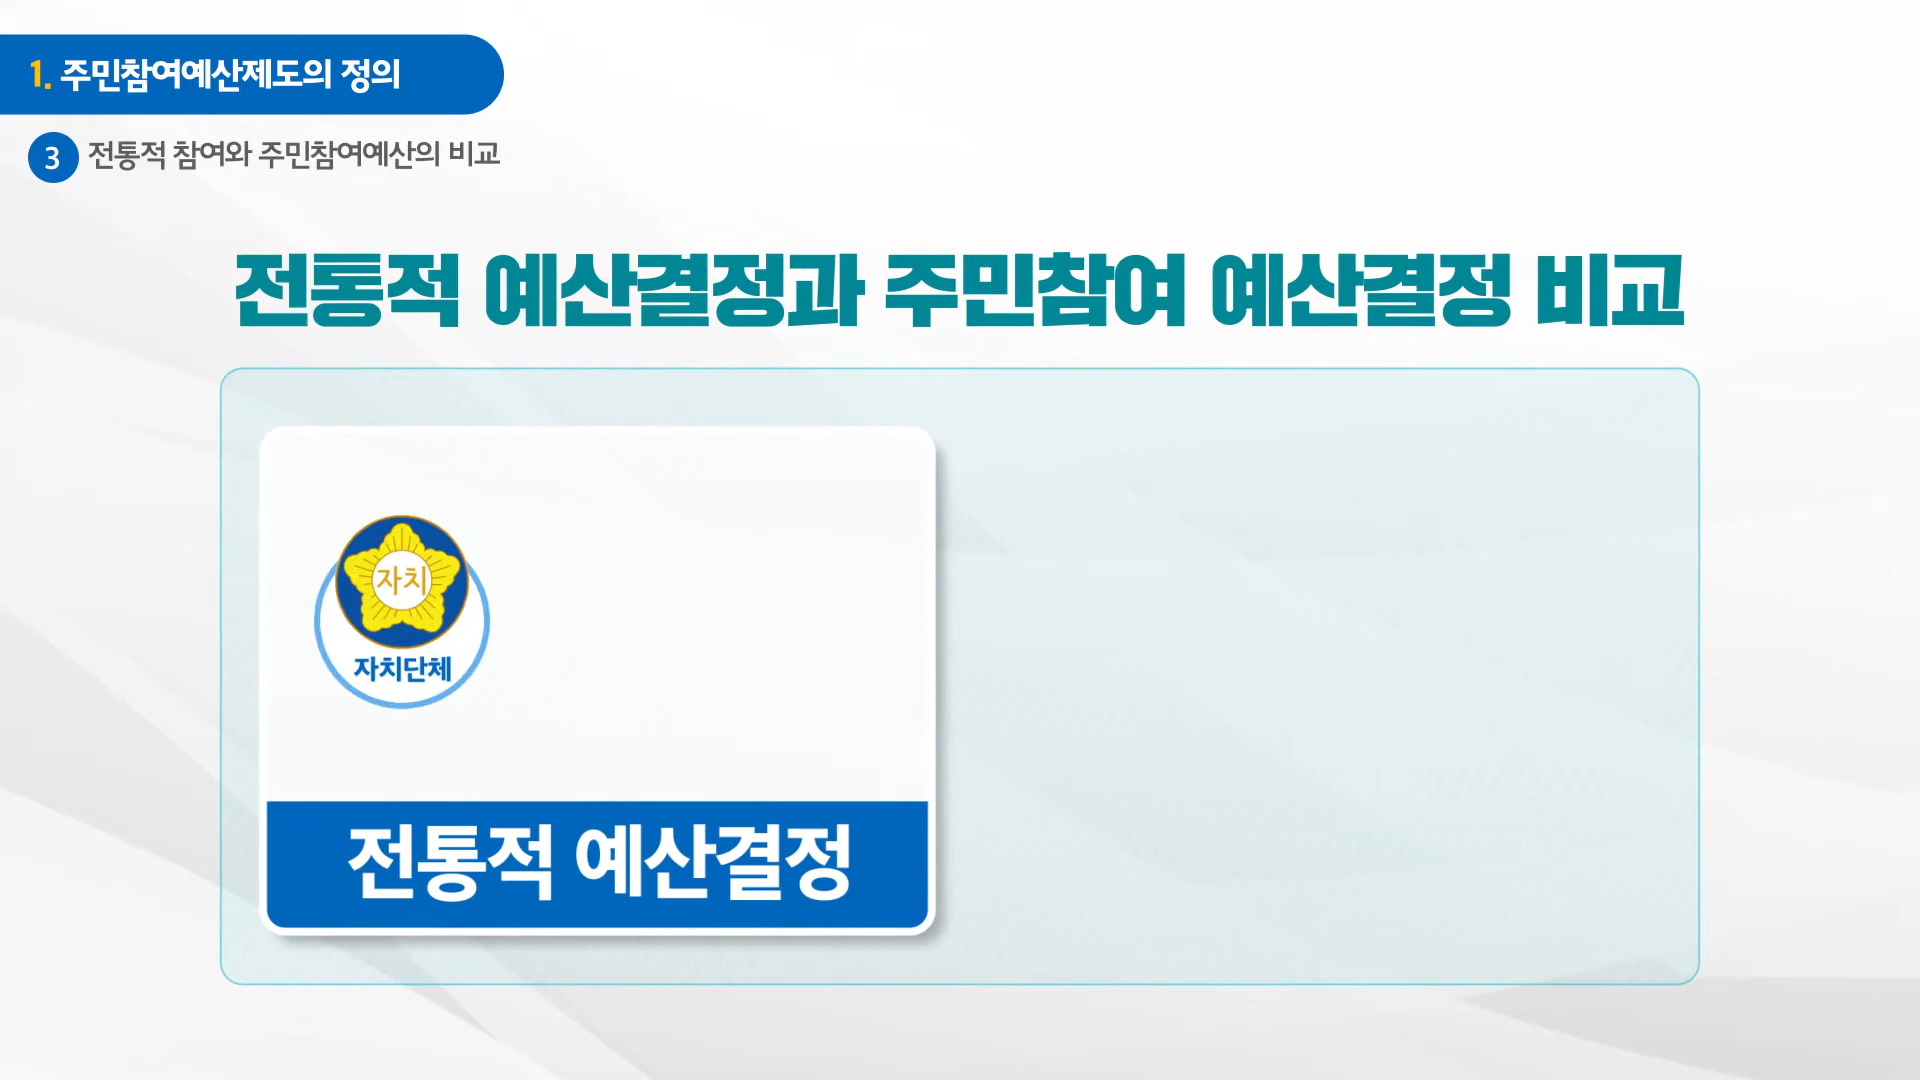 1. 주민참여예산제도의 정의
3 전통적 참여와 주민참여예산의 비교
전통적 예산결정과 주민참여 예산결정 비교
자치
자치단체
전통적 예산결정